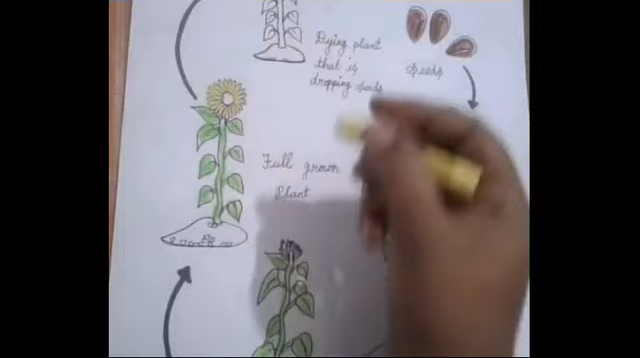 Dying plant
that is
dropping seeds
seeds
Full grown
Plant